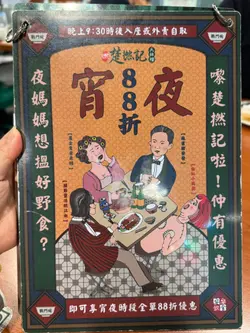 晚上9:30時後入座或外賣自取
楚撚記
宵夜
88折
夜媽媽想搵好野食？
嚟楚撚記啦！仲有優惠
即可享宵夜時段全單88折優惠